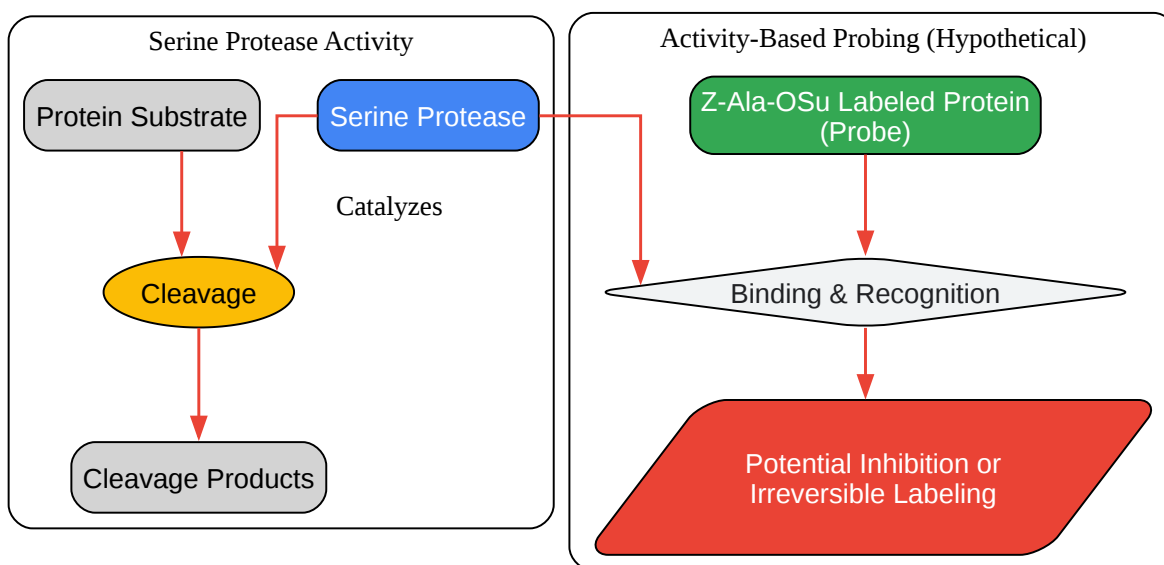 Serine Protease Activity
Protein Substrate
Serine Protease
Catalyzes
Cleavage
Cleavage Products
Activity-Based Probing (Hypothetical)
Z-Ala-OSu Labeled Protein
(Probe)
Binding & Recognition
Potential Inhibition or
Irreversible Labeling